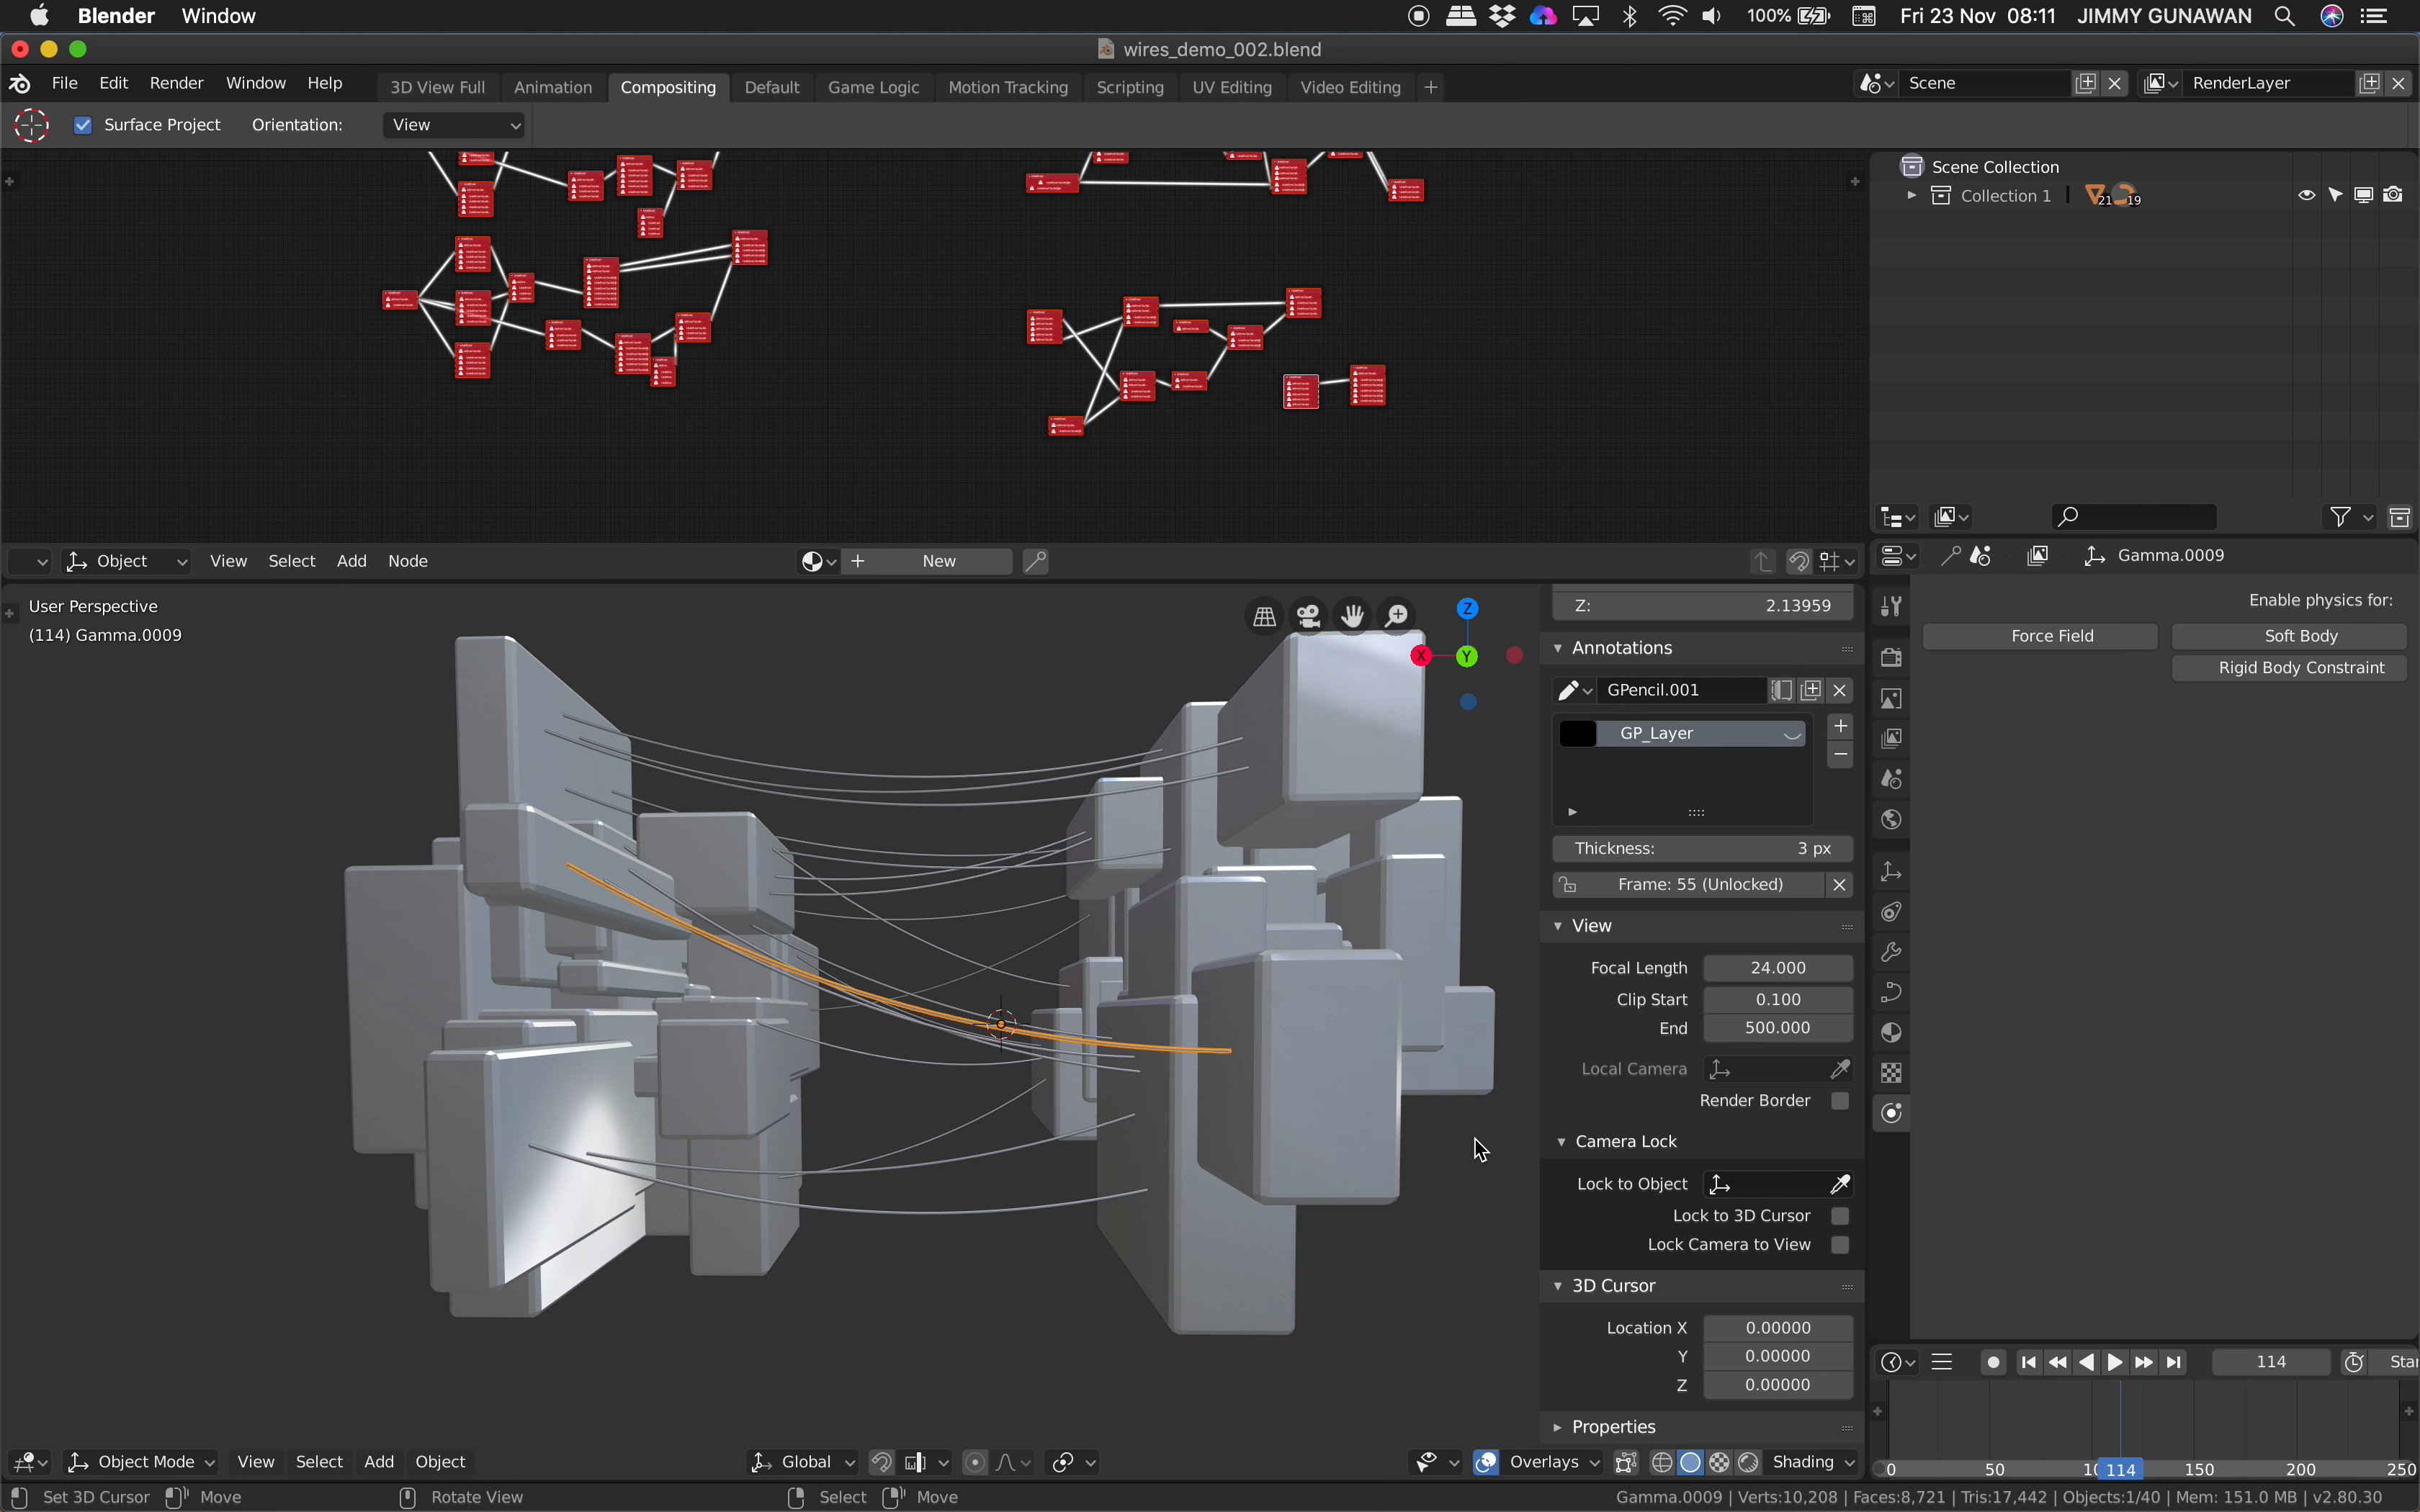 Blender Window
100% Fri 23 Nov 08:11 JIMMY GUNAWAN
wires_demo_002.blend
File Edit Render Window Help
3D View Full Animation Compositing Default Game Logic Motion Tracking Scripting UV Editing Video Editing +
Scene
RenderLayer
Surface Project Orientation: View
Scene Collection
Collection 1 21 19
Object View Select Add Node
New
User Perspective
(114) Gamma.0009
X Y Z
Z: 2.13959
Annotations
GPencil.001
GP_Layer
Thickness: 3 px
Frame: 55 (Unlocked)
View
Focal Length 24.000
Clip Start 0.100
End 500.000
Local Camera
Render Border
Camera Lock
Lock to Object
Lock to 3D Cursor
Lock Camera to View
3D Cursor
Location X 0.00000
Y 0.00000
Z 0.00000
Properties
Gamma.0009
Enable physics for:
Force Field Soft Body
Rigid Body Constraint
114 Star
0 50 10 114 150 200 250
Object Mode View Select Add Object
Global
Overlays Shading
Set 3D Cursor Move Rotate View Select Move
Gamma.0009 | Verts:10,208 | Faces:8,721 | Tris:17,442 | Objects:1/40 | Mem: 151.0 MB | v2.80.30